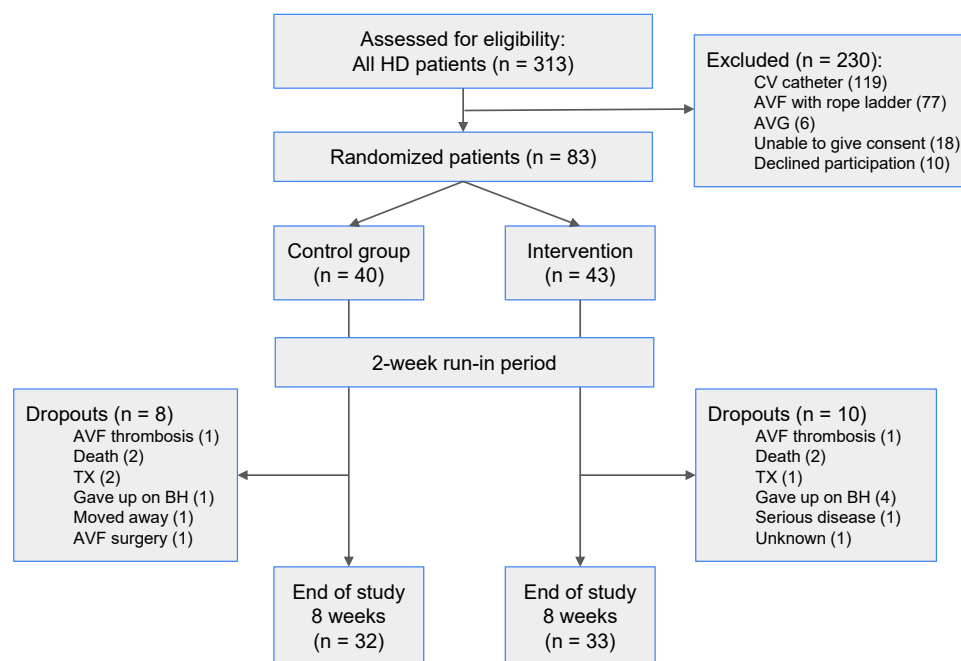 Assessed for eligibility:
All HD patients (n = 313)
Excluded (n = 230):
CV catheter (119)
AVF with rope ladder (77)
AVG (6)
Unable to give consent (18)
Declined participation (10)
Randomized patients (n = 83)
Control group
(n = 40)
Intervention
(n = 43)
2-week run-in period
Dropouts (n = 8)
AVF thrombosis (1)
Death (2)
TX (2)
Gave up on BH (1)
Moved away (1)
AVF surgery (1)
Dropouts (n = 10)
AVF thrombosis (1)
Death (2)
TX (1)
Gave up on BH (4)
Serious disease (1)
Unknown (1)
End of study
8 weeks
(n = 32)
End of study
8 weeks
(n = 33)